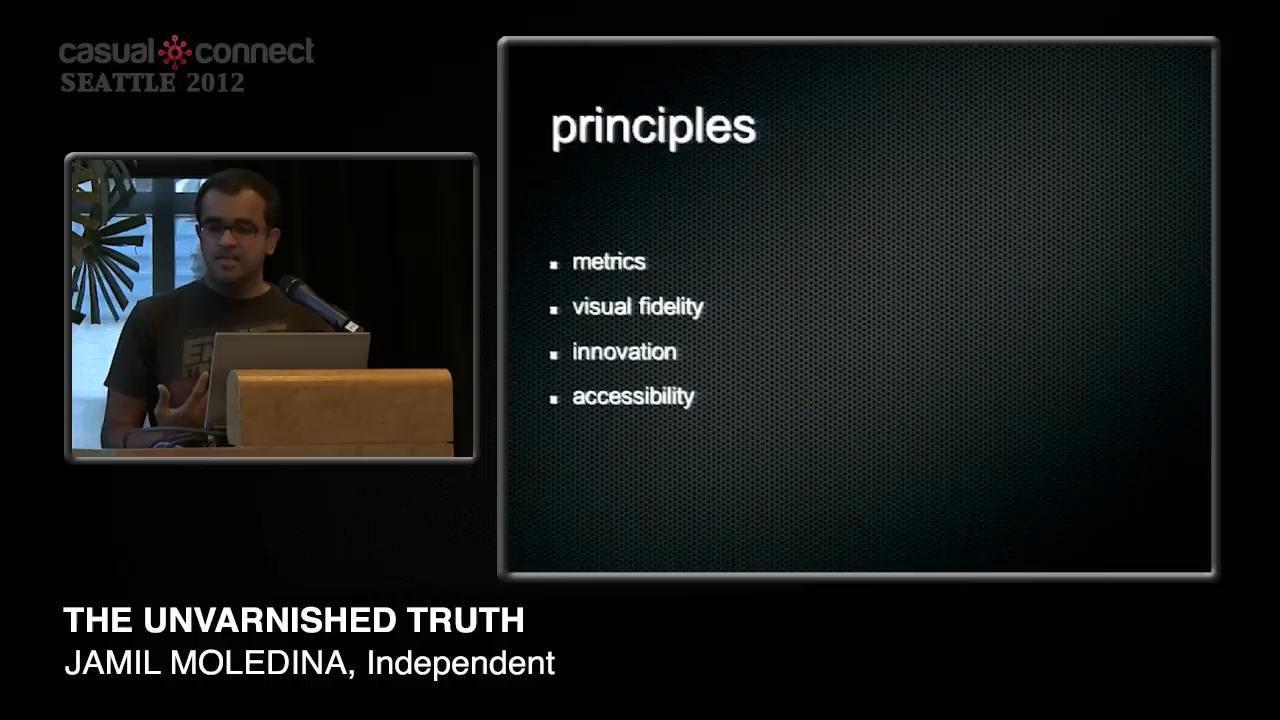 casual connect
SEATTLE 2012
principles
metrics
visual fidelity
innovation
accessibility
THE UNVARNISHED TRUTH
JAMIL MOLEDINA, Independent